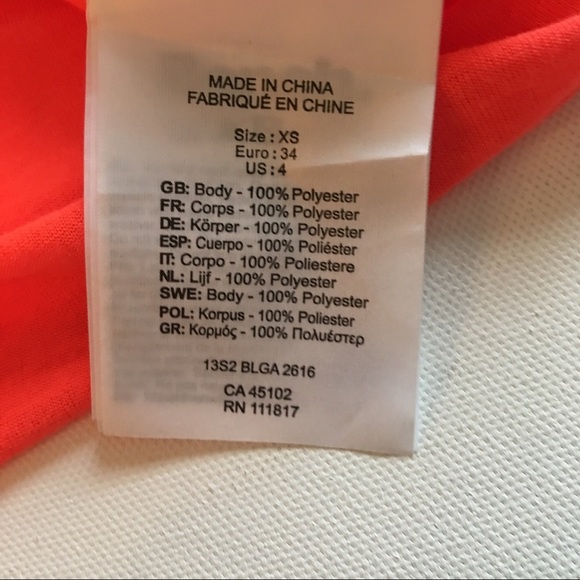 MADE IN CHINA
FABRIQUÉ EN CHINE
Size : XS
Euro : 34
US : 4
GB: Body - 100% Polyester
FR: Corps - 100% Polyester
DE: Körper - 100% Polyester
ESP: Cuerpo - 100% Poliéster
IT: Corpo - 100% Poliestere
NL: Lijf - 100% Polyester
SWE: Body - 100% Polyester
POL: Korpus - 100% Poliester
GR: Κορμός - 100% Πολυέστερ
13S2 BLGA 2616
CA 45102
RN 111817